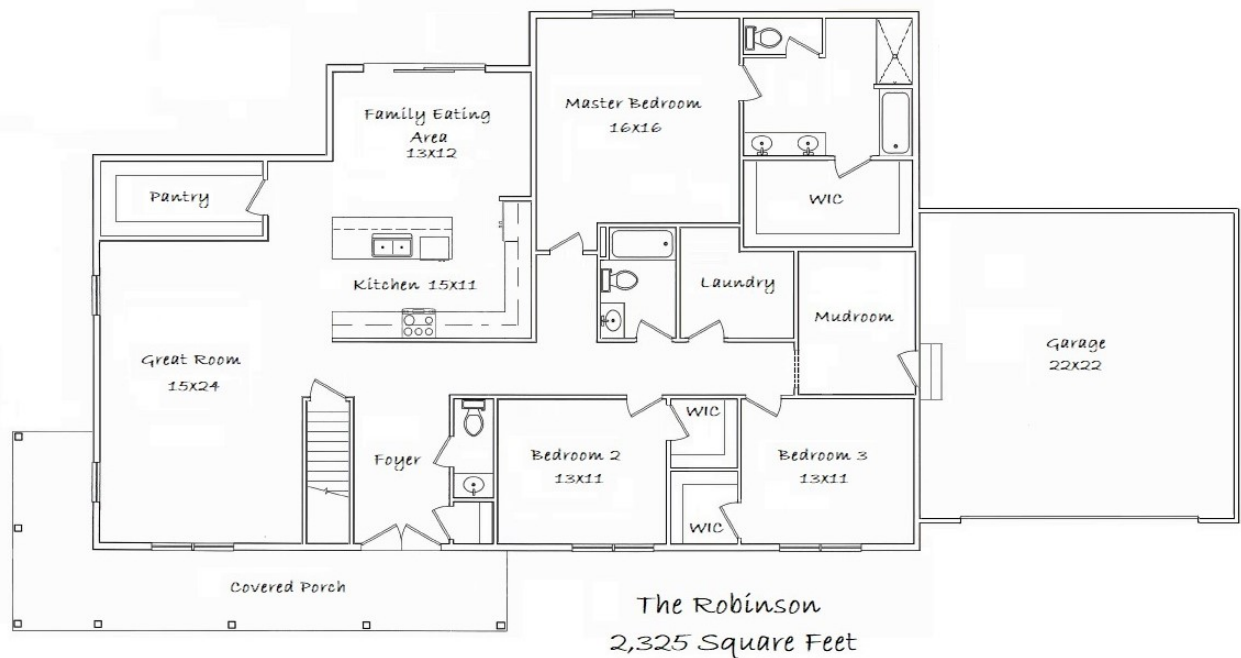 Master Bedroom
16x16
Family Eating
Area
13x12
Pantry
WIC
Kitchen 15x11
Laundry
Mudroom
Great Room
15x24
Garage
22x22
WIC
Foyer
Bedroom 2
13x11
Bedroom 3
13x11
WIC
Covered Porch
The Robinson
2,325 Square Feet